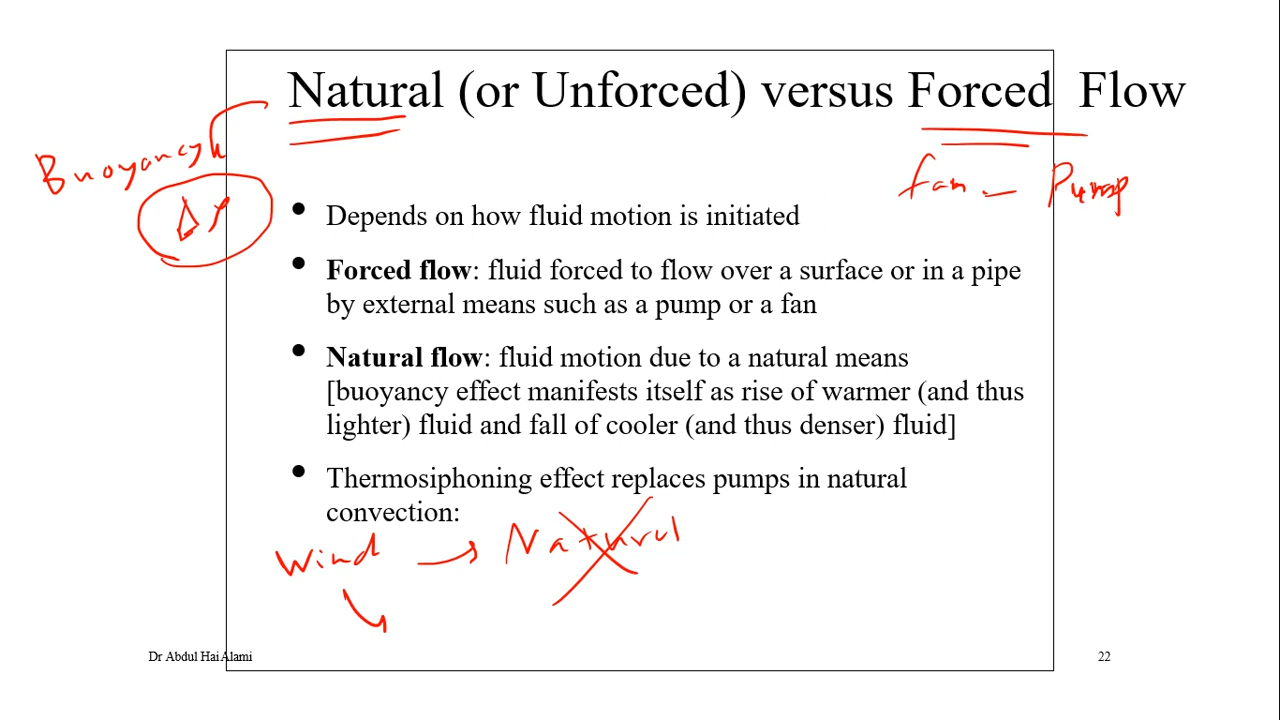 Natural (or Unforced) versus Forced Flow
Buoyancy
fan – Pump
• Depends on how fluid motion is initiated
• Forced flow: fluid forced to flow over a surface or in a pipe
by external means such as a pump or a fan
• Natural flow: fluid motion due to a natural means
[buoyancy effect manifests itself as rise of warmer (and thus
lighter) fluid and fall of cooler (and thus denser) fluid]
• Thermosiphoning effect replaces pumps in natural
convection:
Wind → Natural
Dr Abdul Hai Alami
22